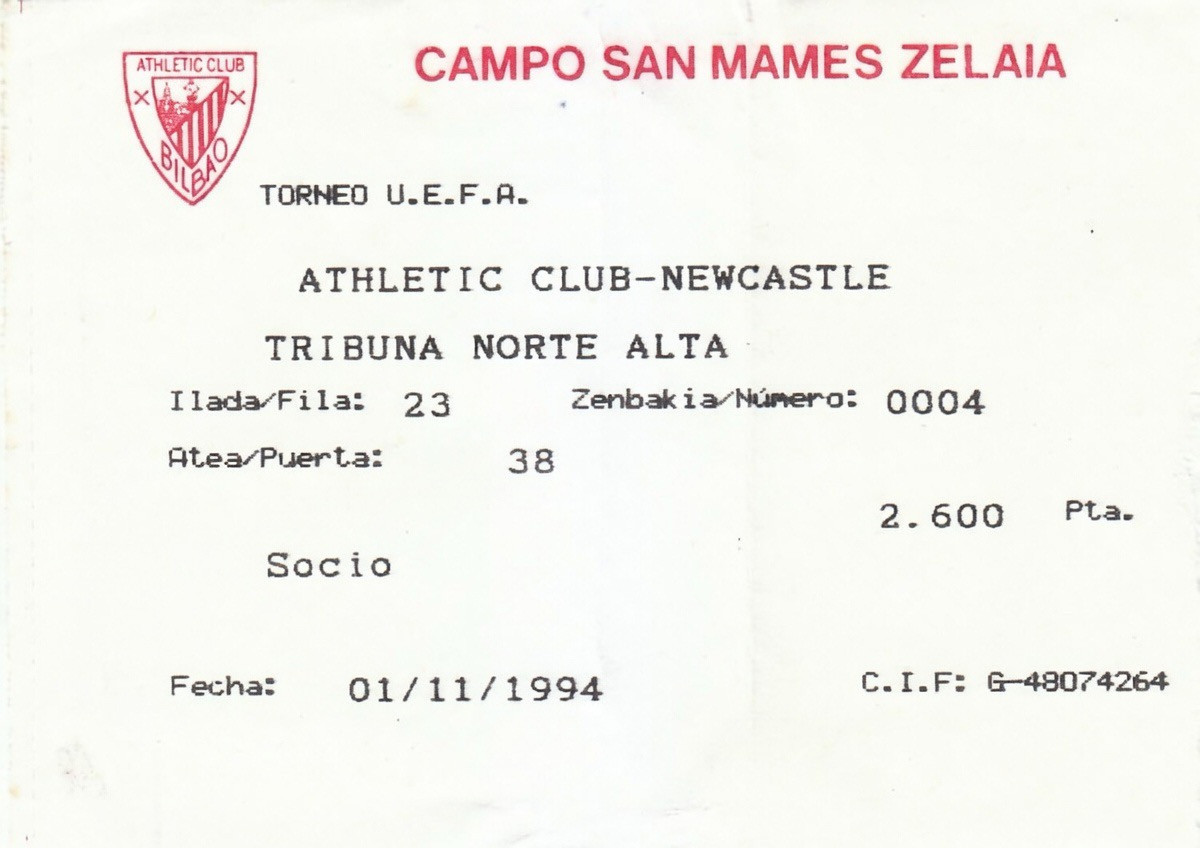 CAMPO SAN MAMES ZELAIA
ATHLETIC CLUB
BILBAO
TORNEO U.E.F.A.
ATHLETIC CLUB-NEWCASTLE
TRIBUNA NORTE ALTA
Ilada/Fila: 23 Zenbakia/Número: 0004
Atea/Puerta: 38
2.600 Pta.
Socio
Fecha: 01/11/1994 C.I.F: G-48074264